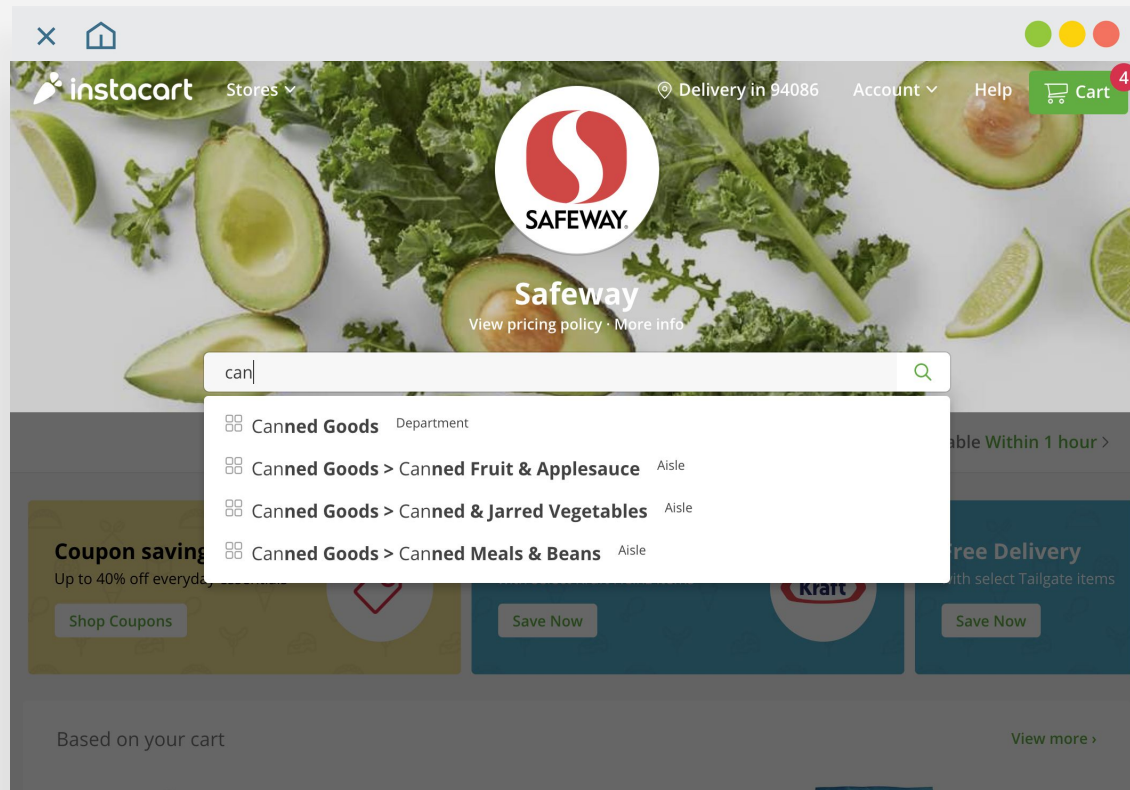 instacart
Stores
Delivery in 94086
Account
Help
Cart
4
SAFEWAY.
Safeway
View pricing policy · More info
can
Canned Goods Department
Canned Goods > Canned Fruit & Applesauce Aisle
Canned Goods > Canned & Jarred Vegetables Aisle
Canned Goods > Canned Meals & Beans Aisle
Within 1 hour >
Coupon saving
Up to 40% off everyday essentials
Shop Coupons
Kraft
Save Now
Free Delivery
with select Tailgate items
Save Now
Based on your cart
View more ›